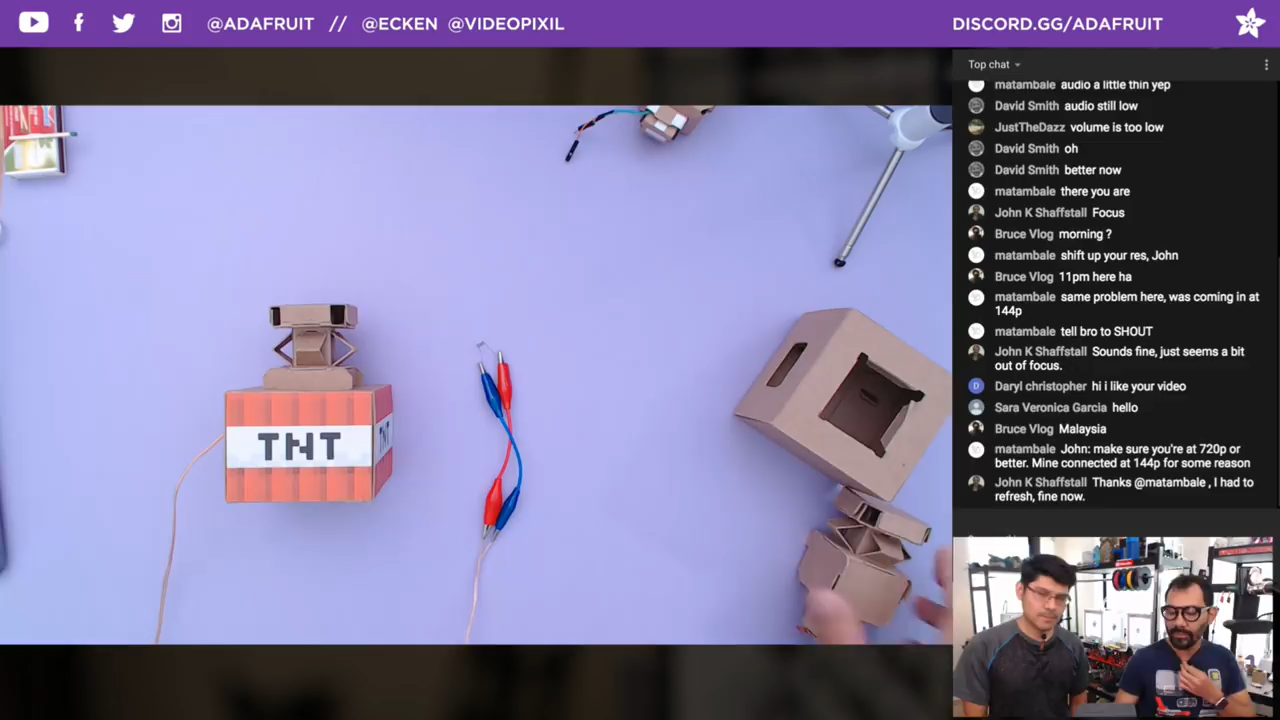 @ADAFRUIT // @ECKEN @VIDEOPIXIL
DISCORD.GG/ADAFRUIT
Top chat
matambale audio a little thin yep
David Smith audio still low
JustTheDazz volume is too low
David Smith oh
David Smith better now
matambale there you are
John K Shaffstall Focus
Bruce Vlog morning ?
matambale shift up your res, John
Bruce Vlog 11pm here ha
matambale same problem here, was coming in at
144p
matambale tell bro to SHOUT
John K Shaffstall Sounds fine, just seems a bit
out of focus.
D
Daryl christopher hi i like your video
Sara Veronica Garcia hello
Bruce Vlog Malaysia
matambale John: make sure you're at 720p or
better. Mine connected at 144p for some reason
John K Shaffstall Thanks @matambale , I had to
refresh, fine now.
TNT
TNT